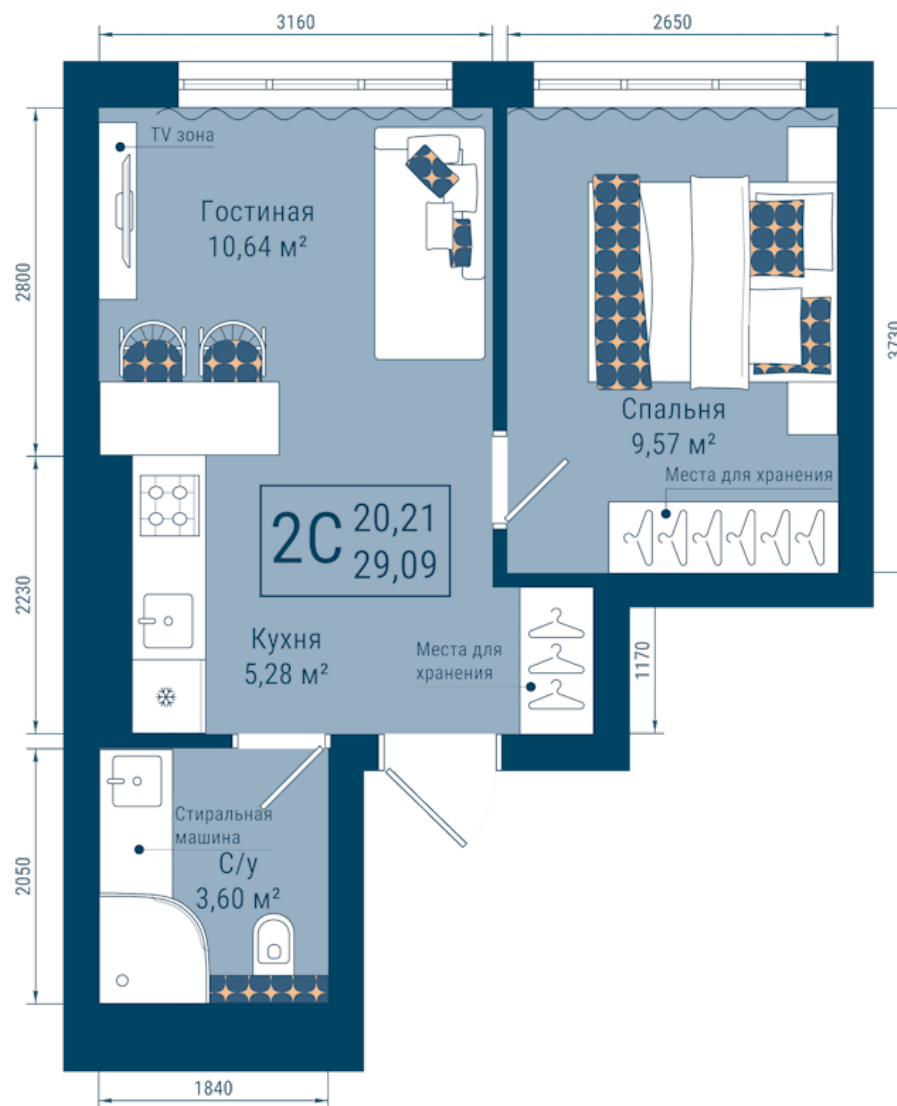 3160
2650
TV зона
Гостиная
10,64 м²
2800
3730
Спальня
9,57 м²
Места для хранения
2С 20,21
29,09
2230
Кухня
5,28 м²
Места для
хранения
1170
Стиральная
машина
С/у
3,60 м²
2050
1840